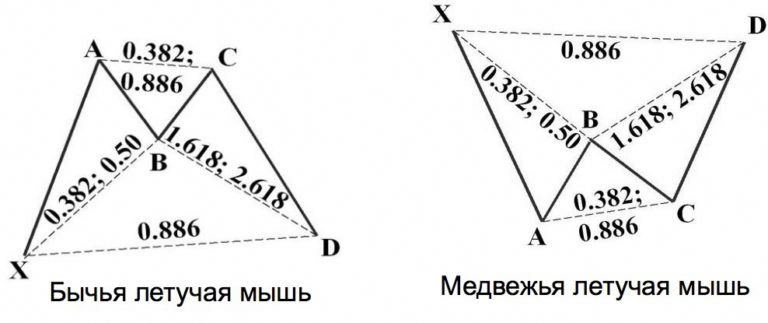 A 0.382; C
0.886
B
0.382; 0.50
1.618; 2.618
0.886
X
D
Бычья летучая мышь
X
D
0.886
0.382; 0.50
B
1.618; 2.618
0.382;
0.886
A
C
Медвежья летучая мышь